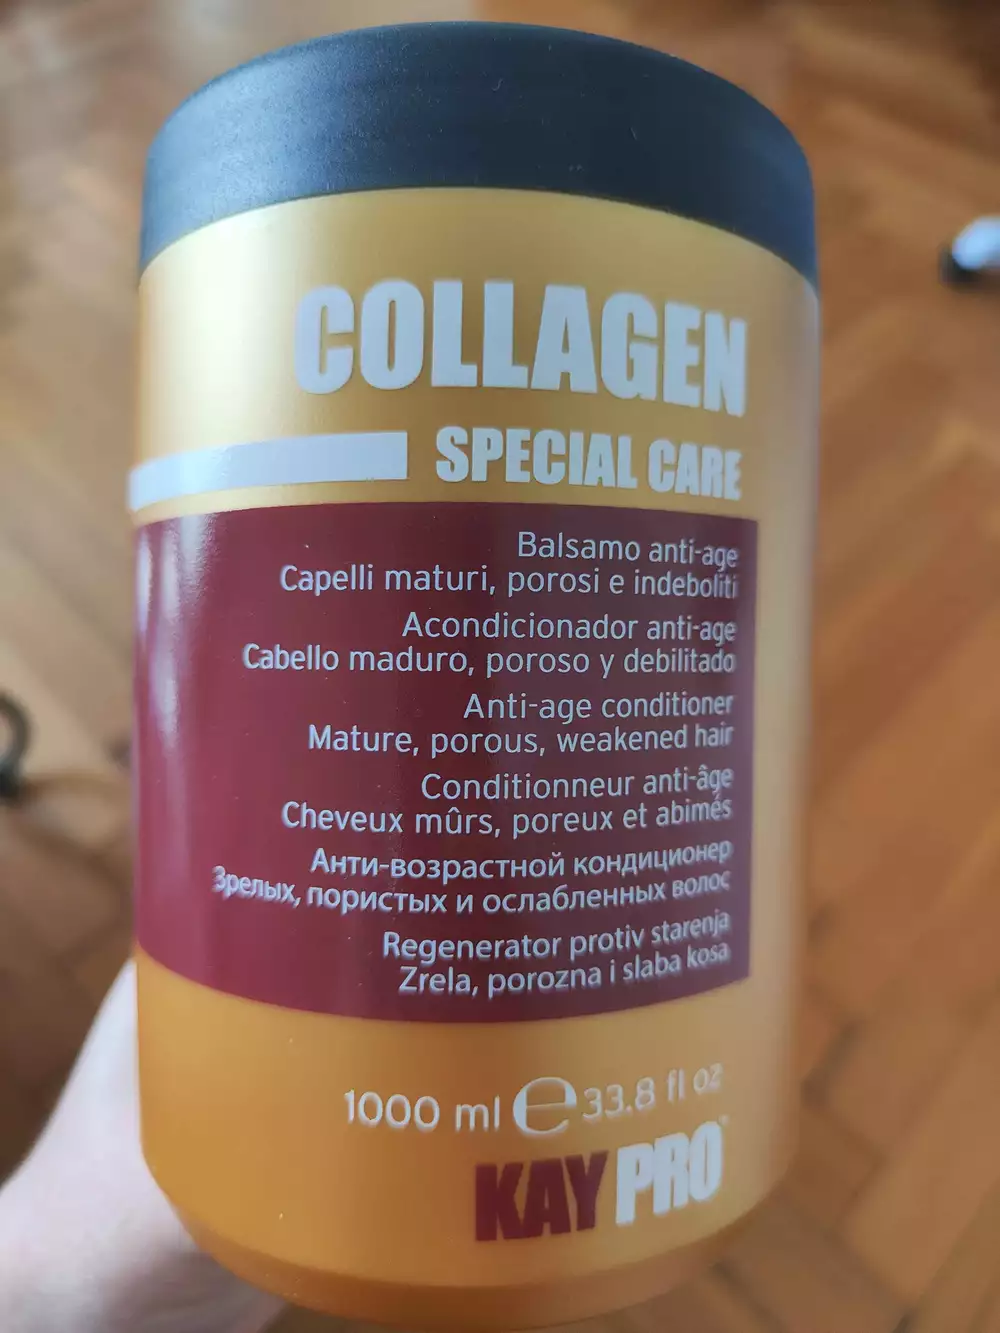 COLLAGEN
SPECIAL CARE
Balsamo anti-age
Capelli maturi, porosi e indeboliti
Acondicionador anti-age
Cabello maduro, poroso y debilitado
Anti-age conditioner
Mature, porous, weakened hair
Conditionneur anti-âge
Cheveux mûrs, poreux et abimés
Анти-возрастной кондиционер
Зрелых, пористых и ослабленных волос
Regenerator protiv starenja
Zrela, porozna i slaba kosa
1000 ml ℮ 33.8 fl oz
KAY PRO